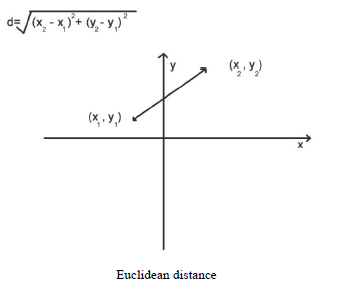 d=√(x₂ - x₁)²+ (y₂- y₁)²
y
(x₂ , y₂)
(x₁ , y₁)
x
Euclidean distance